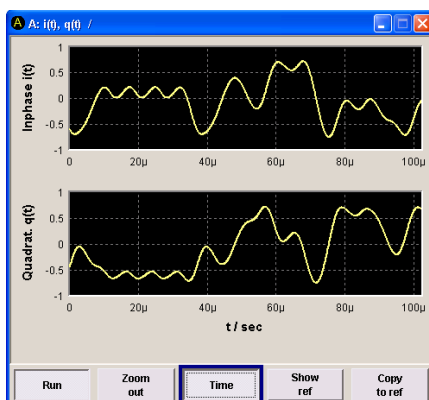 A A: i(t), q(t) /
Inphase i(t)
1
0.5
0
-0.5
-1
0 20µ 40µ 60µ 80µ 100µ
Quadrat. q(t)
1
0.5
0
-0.5
-1
0 20µ 40µ 60µ 80µ 100µ
t / sec
Run
Zoom
out
Time
Show
ref
Copy
to ref